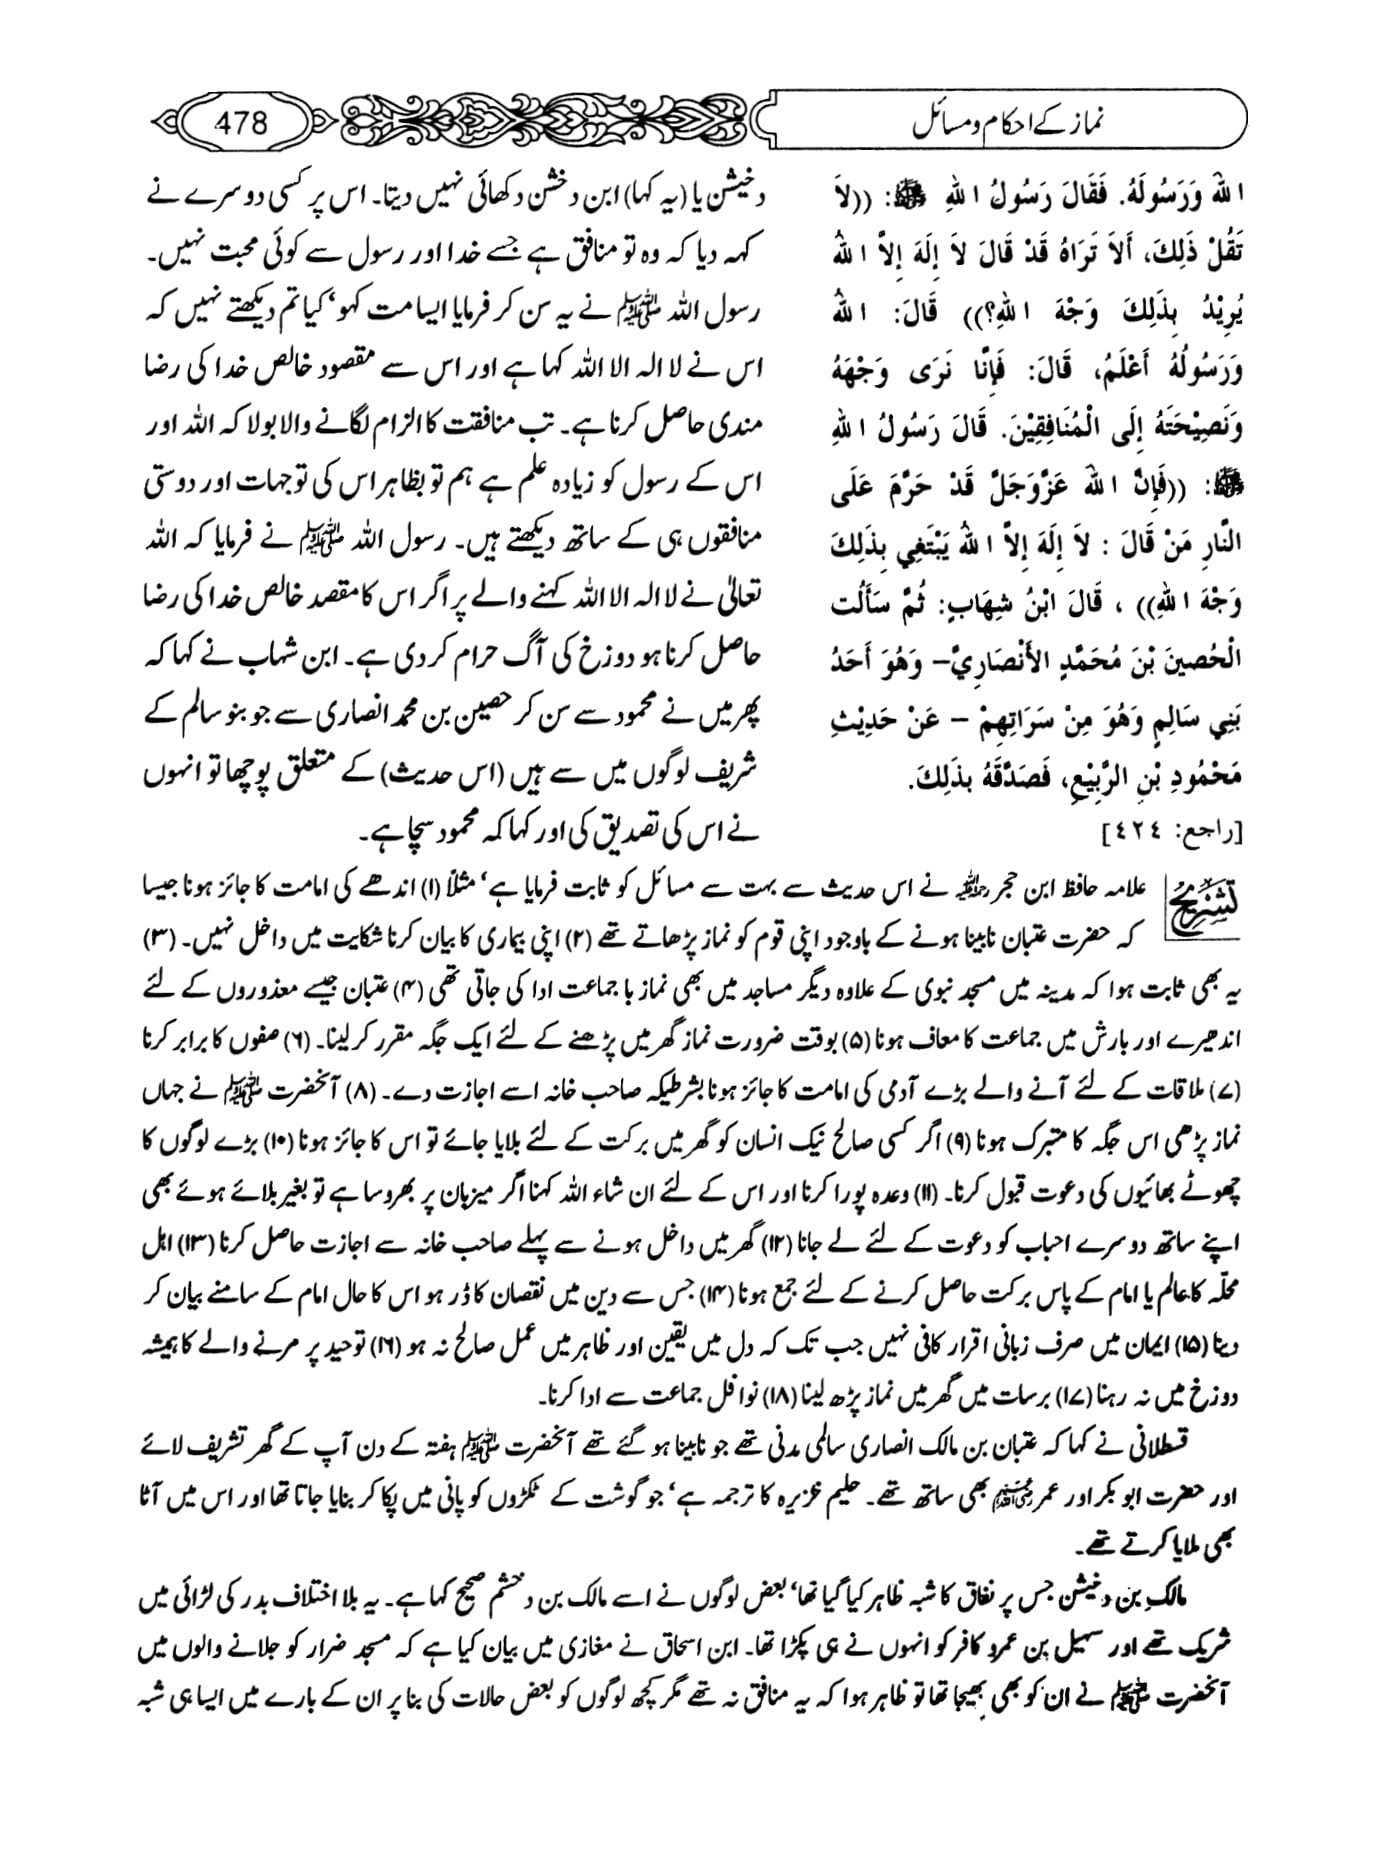 نماز کے احکام و مسائل
478
اللهَ وَرَسُولَهُ. فَقَالَ رَسُولُ اللهِ ﷺ: ((لاَ
تَقُلْ ذَلِكَ، أَلاَ تَرَاهُ قَدْ قَالَ لاَ إِلَهَ إِلاَّ اللهُ
يُرِيْدُ بِذَلِكَ وَجْهَ اللهِ؟)) قَالَ: اللهُ
وَرَسُولُهُ أَعْلَمُ، قَالَ: فَإِنَّا نَرَى وَجْهَهُ
وَنَصِيْحَتَهُ إِلَى الْمُنَافِقِيْنَ. قَالَ رَسُولُ اللهِ
ﷺ: ((فَإِنَّ اللهَ عَزَّوَجَلَّ قَدْ حَرَّمَ عَلَى
النَّارِ مَنْ قَالَ : لاَ إِلَهَ إِلاَّ اللهُ يَبْتَغِي بِذَلِكَ
وَجْهَ اللهِ)) ، قَالَ ابْنُ شِهَابٍ: ثُمَّ سَأَلْت
الْحُصينَ بْنَ مُحَمَّدٍ الأَنْصَارِيَّ– وَهُوَ أَحَدُ
بَنِي سَالِمٍ وَهُوَ مِنْ سَرَاتِهِمْ – عَنْ حَدِيْثِ
مَحْمُودِ بْنِ الرَّبِيْعِ، فَصَدَّقَهُ بِذَلِكَ.
[راجع: ٤٢٤]
دخیشن یا (یہ کہا) ابن دخشن دکھائی نہیں دیتا۔ اس پر کسی دوسرے نے
کہہ دیا کہ وہ تو منافق ہے جسے خدا اور رسول سے کوئی محبت نہیں۔
رسول اللہ ﷺ نے یہ سن کر فرمایا ایسا مت کہو، کیا تم دیکھتے نہیں کہ
اس نے لا الہ الا اللہ کہا ہے اور اس سے مقصود خالص خدا کی رضا
مندی حاصل کرنا ہے۔ تب منافقت کا الزام لگانے والا بولا کہ اللہ اور
اس کے رسول کو زیادہ علم ہے ہم تو بظاہر اس کی توجہات اور دوستی
منافقوں ہی کے ساتھ دیکھتے ہیں۔ رسول اللہ ﷺ نے فرمایا کہ اللہ
تعالیٰ نے لا الہ الا اللہ کہنے والے پر اگر اس کا مقصد خالص خدا کی رضا
حاصل کرنا ہو دوزخ کی آگ حرام کر دی ہے۔ ابن شہاب نے کہا کہ
پھر میں نے محمود سے سن کر حصین بن محمد انصاری سے جو بنو سالم کے
شریف لوگوں میں سے ہیں (اس حدیث) کے متعلق پوچھا تو انہوں
نے اس کی تصدیق کی اور کہا کہ محمود سچا ہے۔
تشریح علامہ حافظ ابن حجر رحمہ اللہ نے اس حدیث سے بہت سے مسائل کو ثابت فرمایا ہے، مثلاً (۱) اندھے کی امامت کا جائز ہونا جیسا
کہ حضرت عتبان نابینا ہونے کے باوجود اپنی قوم کو نماز پڑھاتے تھے (۲) اپنی بیماری کا بیان کرنا شکایت میں داخل نہیں۔ (۳)
یہ بھی ثابت ہوا کہ مدینہ میں مسجد نبوی کے علاوہ دیگر مساجد میں بھی نماز با جماعت ادا کی جاتی تھی (۴) عتبان جیسے معذوروں کے لئے
اندھیرے اور بارش میں جماعت کا معاف ہونا (۵) بوقت ضرورت نماز گھر میں پڑھنے کے لئے ایک جگہ مقرر کر لینا۔ (۶) صفوں کا برابر کرنا
(۷) ملاقات کے لئے آنے والے بڑے آدمی کی امامت کا جائز ہونا بشرطیکہ صاحب خانہ اسے اجازت دے۔ (۸) آنحضرت ﷺ نے جہاں
نماز پڑھی اس جگہ کا متبرک ہونا (۹) اگر کسی صالح نیک انسان کو گھر میں برکت کے لئے بلایا جائے تو اس کا جائز ہونا (۱۰) بڑے لوگوں کا
چھوٹے بھائیوں کی دعوت قبول کرنا۔ (۱۱) وعدہ پورا کرنا اور اس کے لئے ان شاء اللہ کہنا اگر میزبان پر بھروسا ہے تو بغیر بلائے ہوئے بھی
اپنے ساتھ دوسرے احباب کو دعوت کے لئے لے جانا (۱۲) گھر میں داخل ہونے سے پہلے صاحب خانہ سے اجازت حاصل کرنا (۱۳) اہل
محلہ کا عالم یا امام کے پاس برکت حاصل کرنے کے لئے جمع ہونا (۱۴) جس سے دین میں نقصان کا ڈر ہو اس کا حال امام کے سامنے بیان کر
دینا (۱۵) ایمان میں صرف زبانی اقرار کافی نہیں جب تک کہ دل میں یقین اور ظاہر میں عمل صالح نہ ہو (۱۶) توحید پر مرنے والے کا ہمیشہ
دوزخ میں نہ رہنا (۱۷) برسات میں گھر میں نماز پڑھ لینا (۱۸) نوافل جماعت سے ادا کرنا۔
قسطلانی نے کہا کہ عتبان بن مالک انصاری سالمی مدنی تھے جو نابینا ہو گئے تھے آنحضرت ﷺ ہفتہ کے دن آپ کے گھر تشریف لائے
اور حضرت ابوبکر اور عمر رضی اللہ عنہما بھی ساتھ تھے۔ حلیم خزیرہ کا ترجمہ ہے، جو گوشت کے ٹکڑوں کو پانی میں پکا کر بنایا جاتا تھا اور اس میں آٹا
بھی ملایا کرتے تھے۔
مالک بن دخیشن جس پر نفاق کا شبہ ظاہر کیا گیا تھا، بعض لوگوں نے اسے مالک بن دخشم صحیح کہا ہے۔ یہ بلا اختلاف بدر کی لڑائی میں
شریک تھے اور سہیل بن عمرو کافر کو انہوں نے ہی پکڑا تھا۔ ابن اسحاق نے مغازی میں بیان کیا ہے کہ مسجد ضرار کو جلانے والوں میں
آنحضرت ﷺ نے ان کو بھی بھیجا تھا تو ظاہر ہوا کہ یہ منافق نہ تھے مگر کچھ لوگوں کو بعض حالات کی بنا پر ان کے بارے میں ایسا ہی شبہ